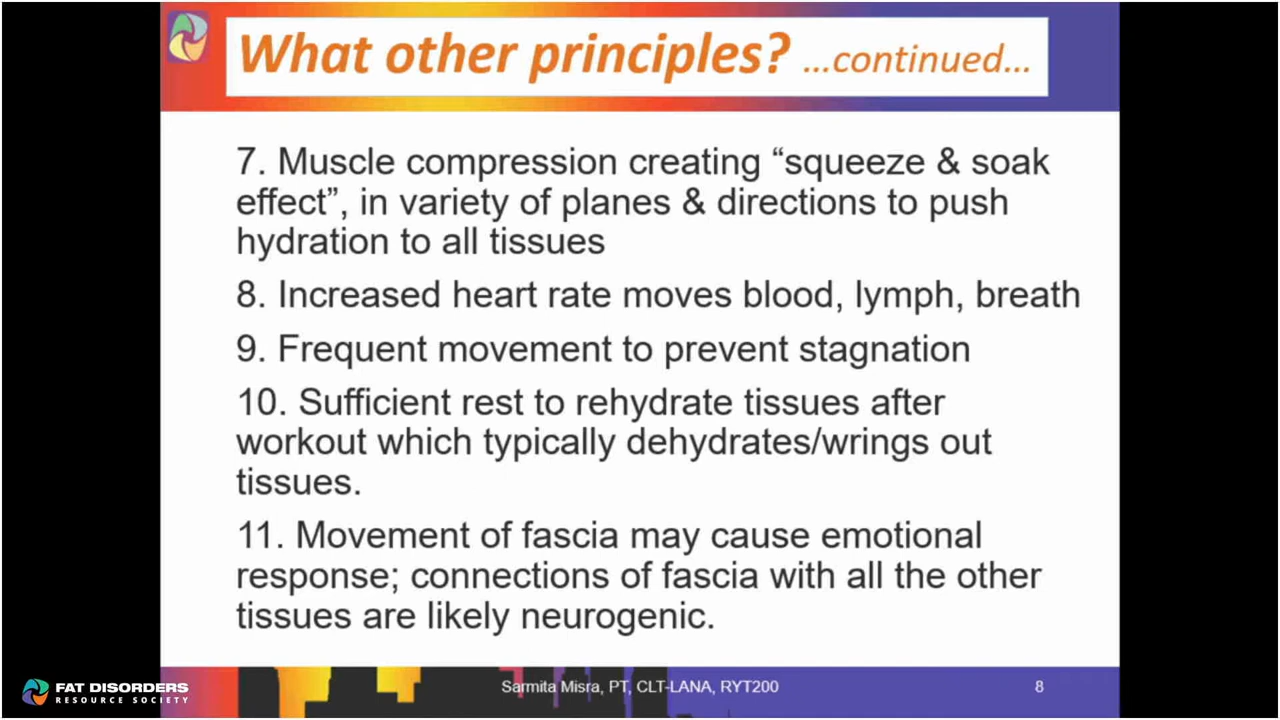 What other principles? ...continued...
7. Muscle compression creating “squeeze & soak
effect”, in variety of planes & directions to push
hydration to all tissues
8. Increased heart rate moves blood, lymph, breath
9. Frequent movement to prevent stagnation
10. Sufficient rest to rehydrate tissues after
workout which typically dehydrates/wrings out
tissues.
11. Movement of fascia may cause emotional
response; connections of fascia with all the other
tissues are likely neurogenic.
FAT DISORDERS
RESOURCE SOCIETY
Sarmita Misra, PT, CLT-LANA, RYT200
8